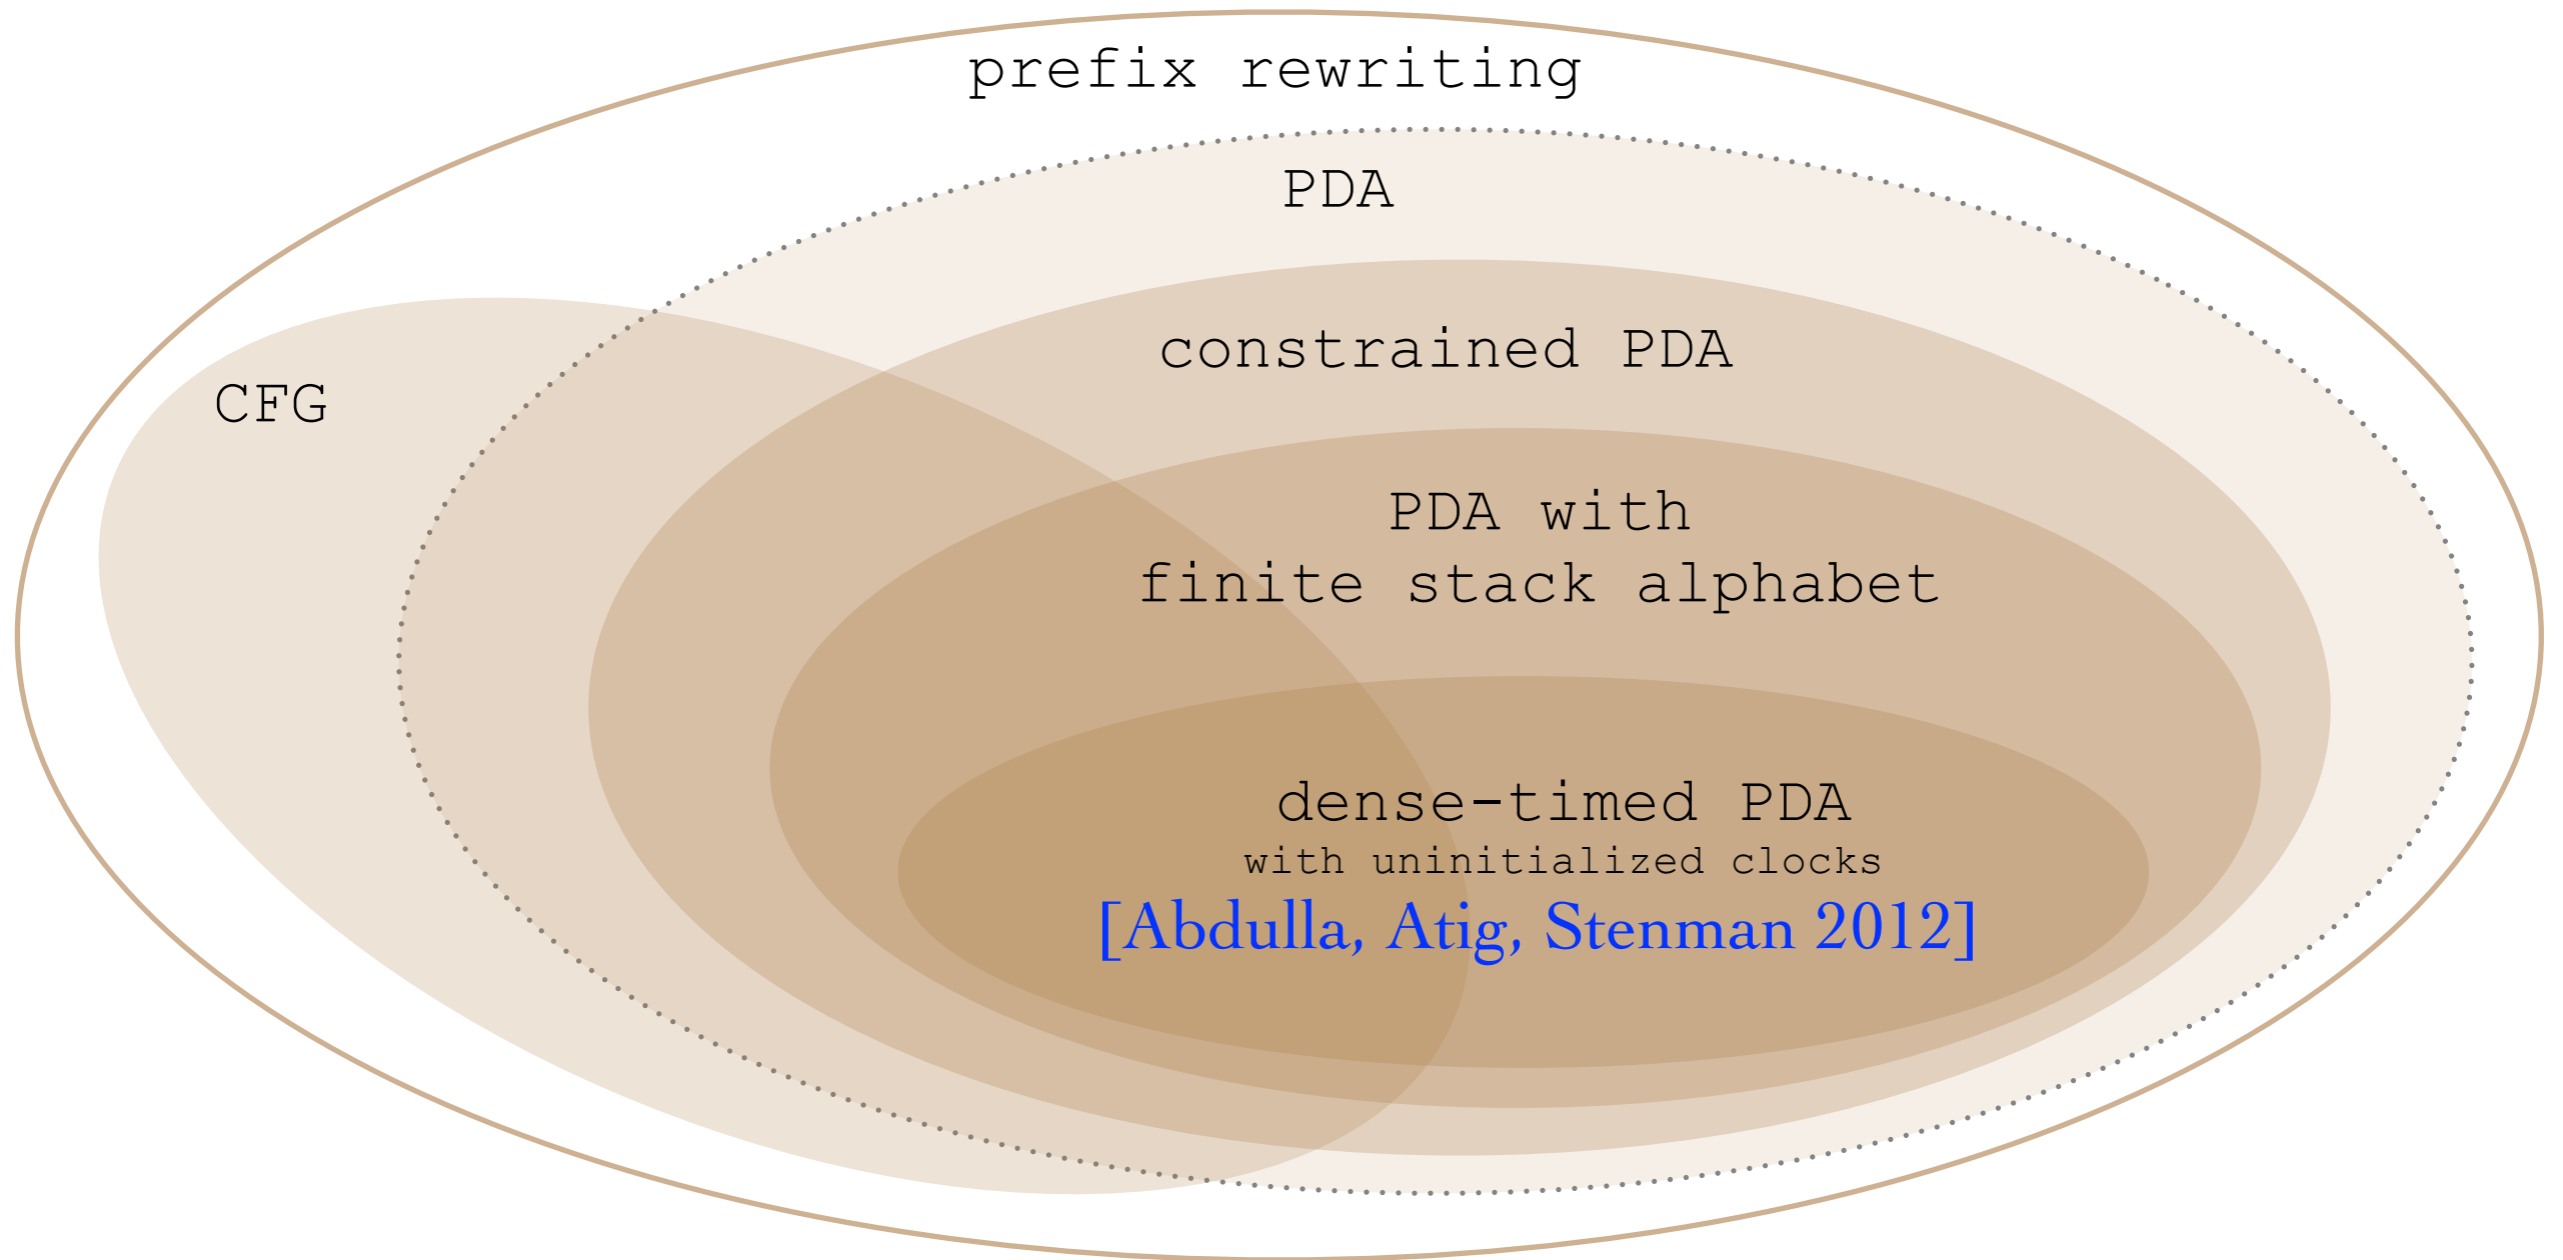 prefix rewriting
PDA
constrained PDA
CFG
PDA with
finite stack alphabet
dense-timed PDA
with uninitialized clocks
[Abdulla, Atig, Stenman 2012]